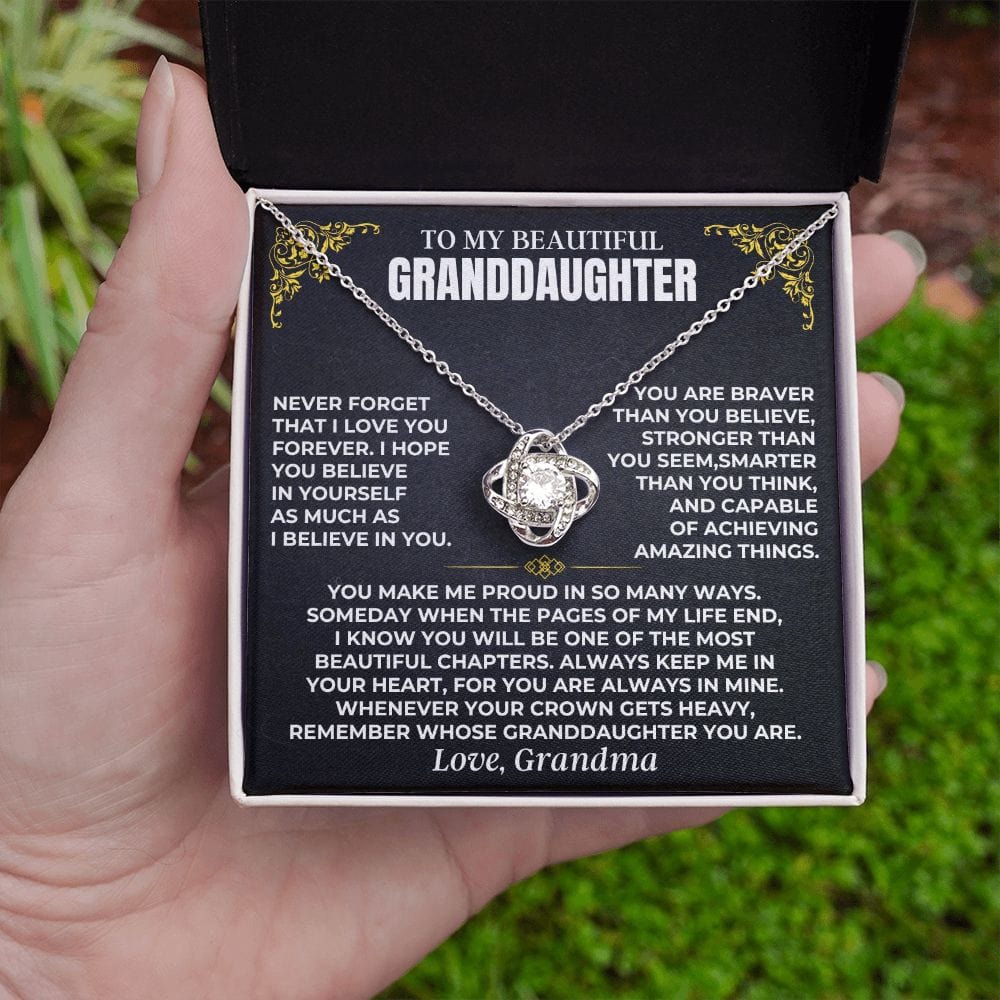 TO MY BEAUTIFUL
GRANDDAUGHTER
NEVER FORGET
THAT I LOVE YOU
FOREVER. I HOPE
YOU BELIEVE
IN YOURSELF
AS MUCH AS
I BELIEVE IN YOU.
YOU ARE BRAVER
THAN YOU BELIEVE,
STRONGER THAN
YOU SEEM,SMARTER
THAN YOU THINK,
AND CAPABLE
OF ACHIEVING
AMAZING THINGS.
YOU MAKE ME PROUD IN SO MANY WAYS.
SOMEDAY WHEN THE PAGES OF MY LIFE END,
I KNOW YOU WILL BE ONE OF THE MOST
BEAUTIFUL CHAPTERS. ALWAYS KEEP ME IN
YOUR HEART, FOR YOU ARE ALWAYS IN MINE.
WHENEVER YOUR CROWN GETS HEAVY,
REMEMBER WHOSE GRANDDAUGHTER YOU ARE.
Love, Grandma